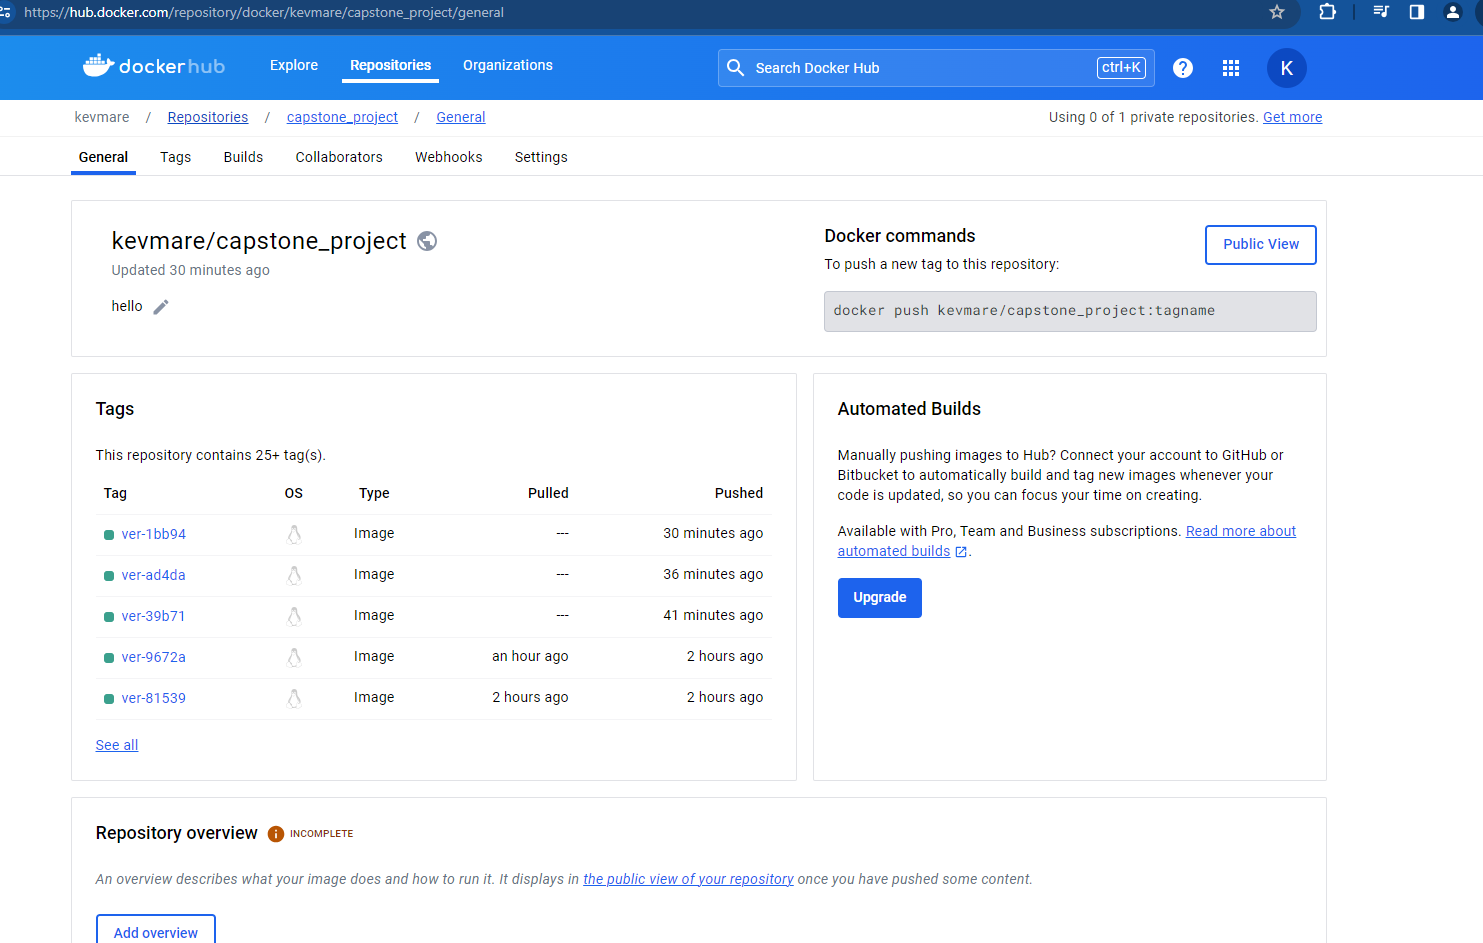 https://hub.docker.com/repository/docker/kevmare/capstone_project/general
docker hub
Explore
Repositories
Organizations
Search Docker Hub
ctrl+K
?
K
kevmare / Repositories / capstone_project / General
Using 0 of 1 private repositories. Get more
General
Tags
Builds
Collaborators
Webhooks
Settings
kevmare/capstone_project
Updated 30 minutes ago
hello
Docker commands
Public View
To push a new tag to this repository:
docker push kevmare/capstone_project:tagname
Tags
This repository contains 25+ tag(s).
Tag OS Type Pulled Pushed
ver-1bb94 Image --- 30 minutes ago
ver-ad4da Image --- 36 minutes ago
ver-39b71 Image --- 41 minutes ago
ver-9672a Image an hour ago 2 hours ago
ver-81539 Image 2 hours ago 2 hours ago
See all
Automated Builds
Manually pushing images to Hub? Connect your account to GitHub or
Bitbucket to automatically build and tag new images whenever your
code is updated, so you can focus your time on creating.
Available with Pro, Team and Business subscriptions. Read more about
automated builds .
Upgrade
Repository overview i INCOMPLETE
An overview describes what your image does and how to run it. It displays in the public view of your repository once you have pushed some content.
Add overview